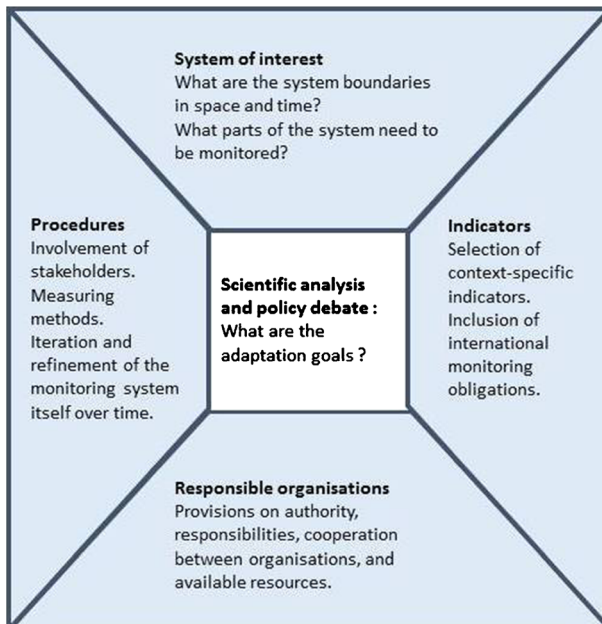 System of interest
What are the system boundaries
in space and time?
What parts of the system need to
be monitored?
Procedures
Involvement of
stakeholders.
Measuring
methods.
Iteration and
refinement of the
monitoring system
itself over time.
Scientific analysis
and policy debate :
What are the
adaptation goals ?
Indicators
Selection of
context-specific
indicators.
Inclusion of
international
monitoring
obligations.
Responsible organisations
Provisions on authority,
responsibilities, cooperation
between organisations, and
available resources.